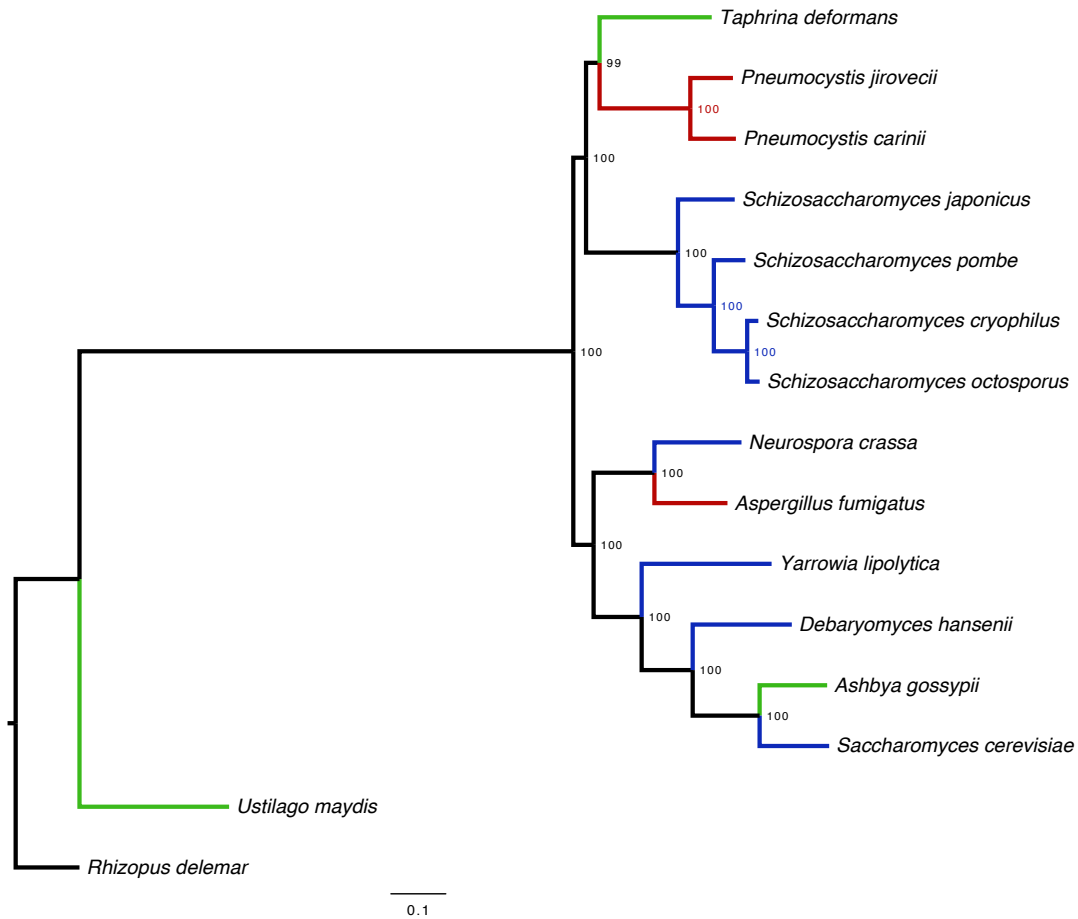 Taphrina deformans
99
Pneumocystis jirovecii
100
Pneumocystis carinii
100
Schizosaccharomyces japonicus
100
Schizosaccharomyces pombe
100
Schizosaccharomyces cryophilus
100
100
Schizosaccharomyces octosporus
Neurospora crassa
100
Aspergillus fumigatus
100
Yarrowia lipolytica
100
Debaryomyces hansenii
100
Ashbya gossypii
100
Saccharomyces cerevisiae
Ustilago maydis
Rhizopus delemar
0.1